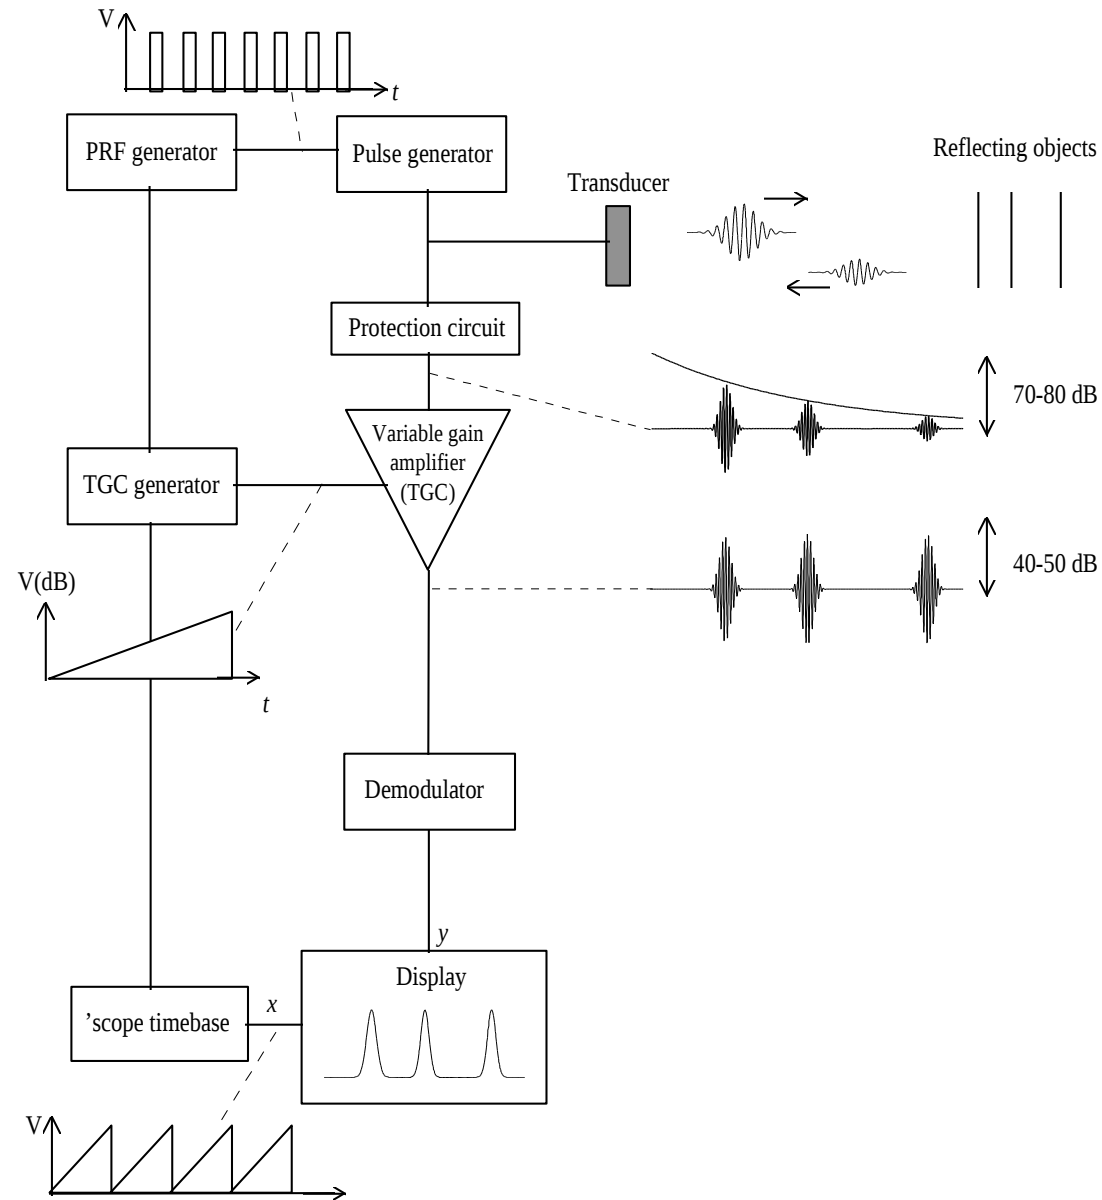 V
t
PRF generator
Pulse generator
Reflecting objects
Transducer
Protection circuit
70-80 dB
Variable gain
amplifier
(TGC)
TGC generator
40-50 dB
V(dB)
t
Demodulator
y
Display
x
’scope timebase
V